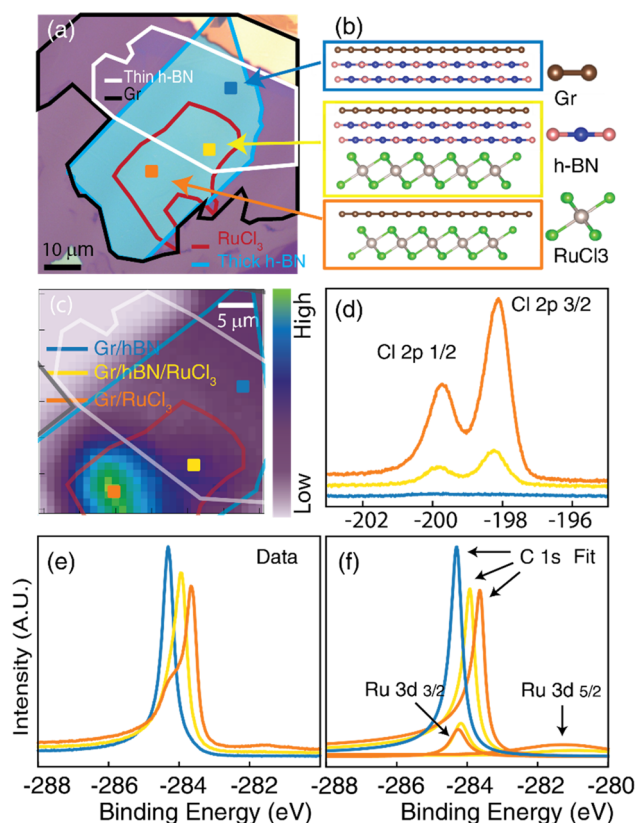 (a)
Thin h-BN
Gr
RuCl3
Thick h-BN
10 μm
(b)
Gr
h-BN
RuCl3
(c)
5 μm
Gr/hBN
Gr/hBN/RuCl3
Gr/RuCl3
High
Low
(d)
Cl 2p 3/2
Cl 2p 1/2
-202 -200 -198 -196
(e) Data
Intensity (A.U.)
-288 -286 -284 -282
Binding Energy (eV)
(f) C 1s Fit
Ru 3d 3/2
Ru 3d 5/2
-288 -286 -284 -282 -280
Binding Energy (eV)